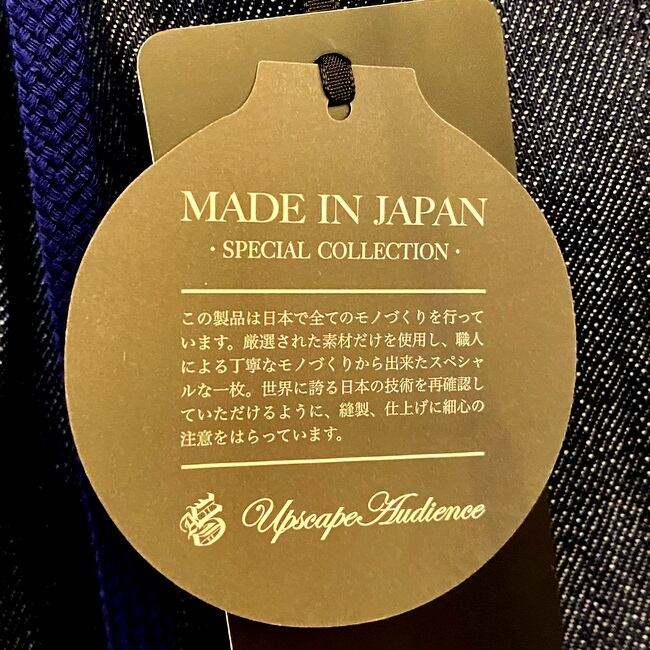 MADE IN JAPAN
・SPECIAL COLLECTION・
この製品は日本で全てのモノづくりを行って
います。厳選された素材だけを使用し、職人
による丁寧なモノづくりから出来たスペシャ
ルな一枚。世界に誇る日本の技術を再確認し
ていただけるように、縫製、仕上げに細心の
注意をはらっています。
Upscape Audience